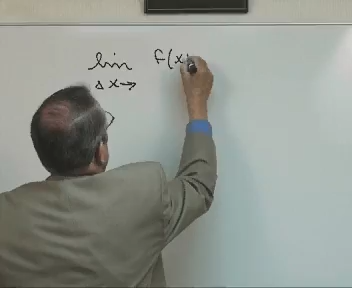 lim f(x
Δx→